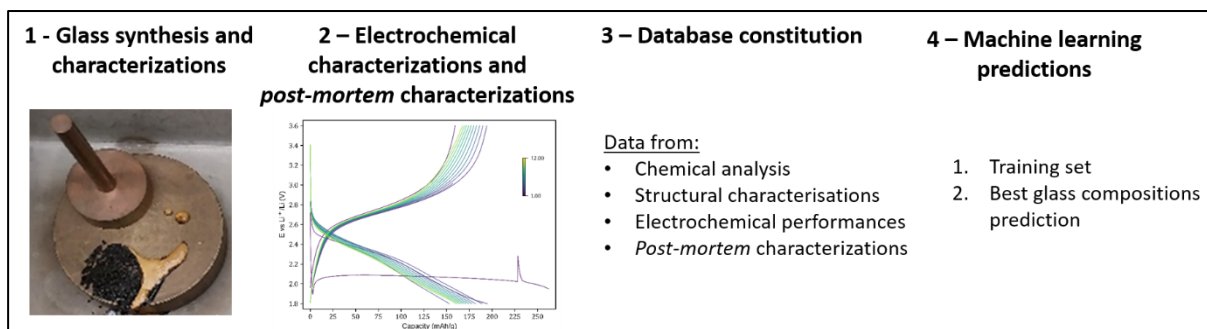 1 - Glass synthesis and
characterizations
2 – Electrochemical
characterizations and
post-mortem characterizations
3.6
3.4
3.2
3.0
2.8
2.6
2.4
2.2
2.0
1.8
E vs Li⁺/Li (V)
12.00
1.00
0
25
50
75
100
125
150
175
200
225
250
Capacity (mAh/g)
3 – Database constitution
Data from:
• Chemical analysis
• Structural characterisations
• Electrochemical performances
• Post-mortem characterizations
4 – Machine learning
predictions
1. Training set
2. Best glass compositions
prediction